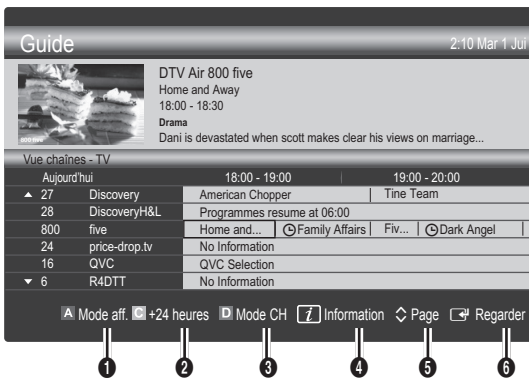 Guide
2:10 Mar 1 Jui
DTV Air 800 five
Home and Away
18:00 - 18:30
Drama
Dani is devastated when scott makes clear his views on marriage...
800 five
Vue chaînes - TV
Aujourd'hui 18:00 - 19:00 19:00 - 20:00
▲ 27 Discovery American Chopper Tine Team
28 DiscoveryH&L Programmes resume at 06:00
800 five Home and... Family Affairs Fiv... Dark Angel
24 price-drop.tv No Information
16 QVC QVC Selection
▼ 6 R4DTT No Information
A Mode aff. C +24 heures D Mode CH i Information Page Regarder
1 2 3 4 5 6